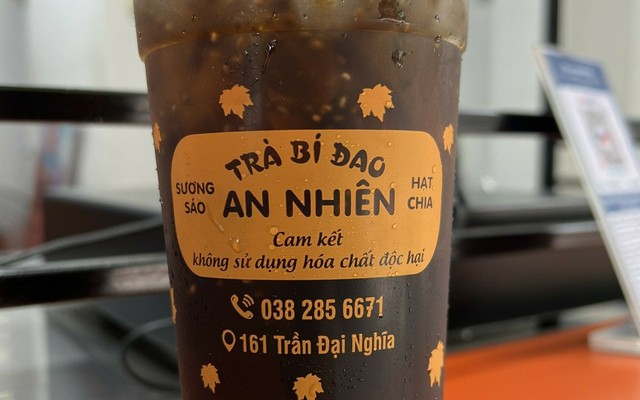 TRÀ BÍ ĐAO
SƯƠNG
SÁO
AN NHIÊN
HẠT
CHIA
Cam kết
không sử dụng hóa chất độc hại
038 285 6671
161 Trần Đại Nghĩa